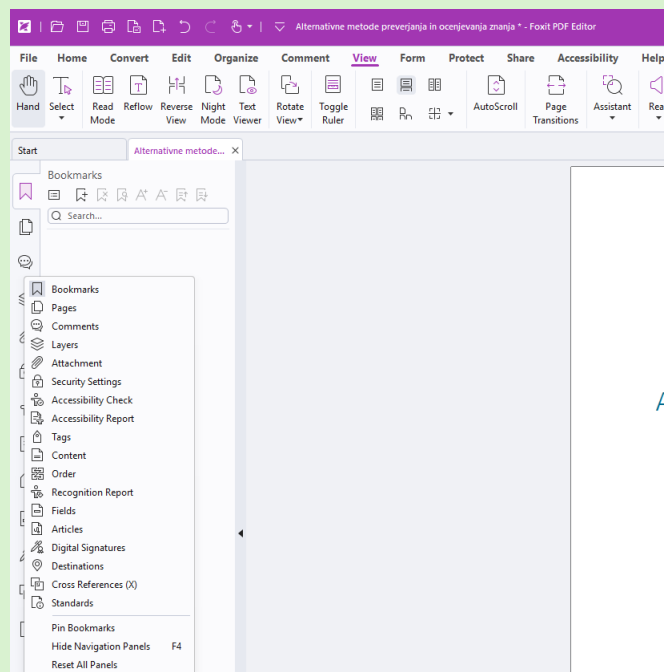 Alternativne metode preverjanja in ocenjevanja znanja * - Foxit PDF Editor
File Home Convert Edit Organize Comment View Form Protect Share Accessibility Help
Hand Select Read Mode Reflow Reverse View Night Mode Text Viewer Rotate View Toggle Ruler AutoScroll Page Transitions Assistant
Start Alternativne metode...
Bookmarks
Search...
Bookmarks
Pages
Comments
Layers
Attachment
Security Settings
Accessibility Check
Accessibility Report
Tags
Content
Order
Recognition Report
Fields
Articles
Digital Signatures
Destinations
Cross References (X)
Standards
Pin Bookmarks
Hide Navigation Panels F4
Reset All Panels